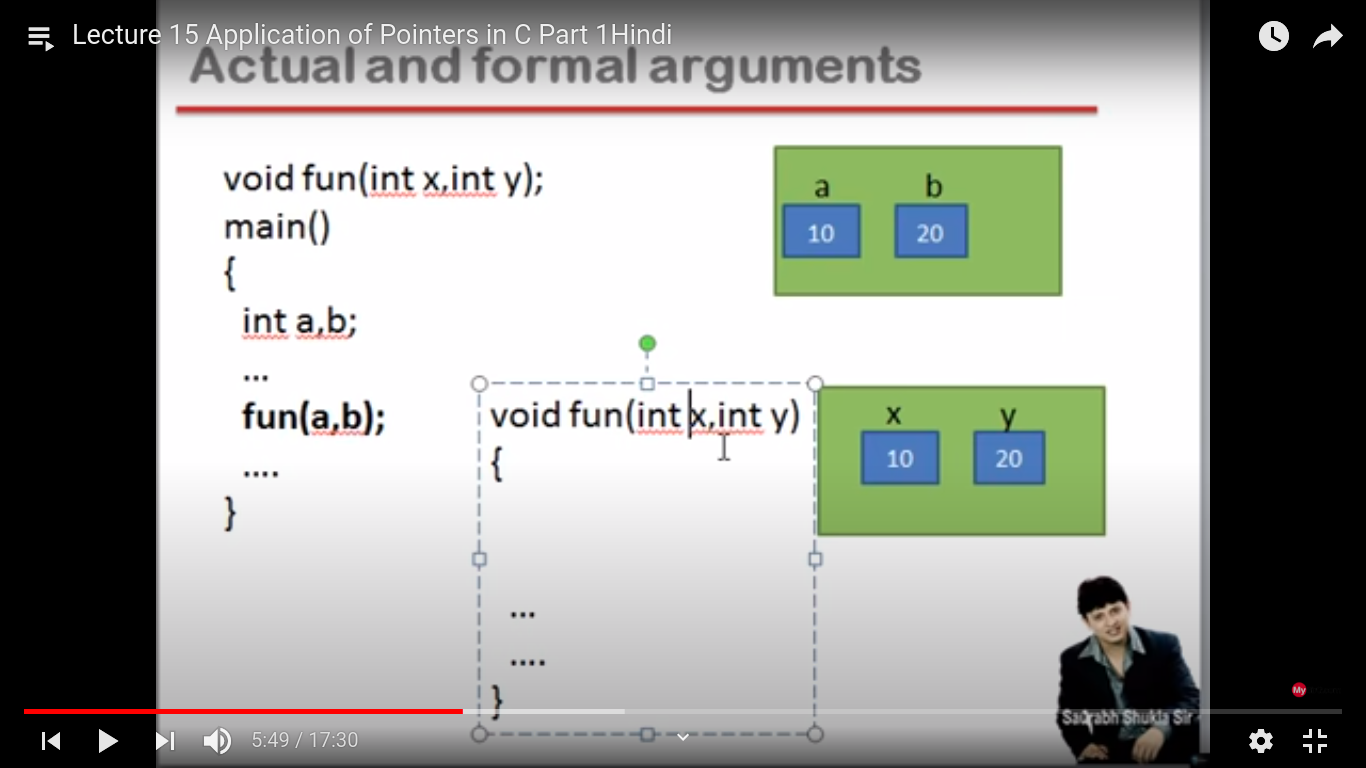 Lecture 15 Application of Pointers in C Part 1Hindi
Actual and formal arguments
void fun(int x,int y);
main()
{
int a,b;
...
fun(a,b);
....
}
a b
10 20
void fun(int x,int y)
{
...
....
}
x y
10 20
Saurabh Shukla Sir
My
5:49 / 17:30